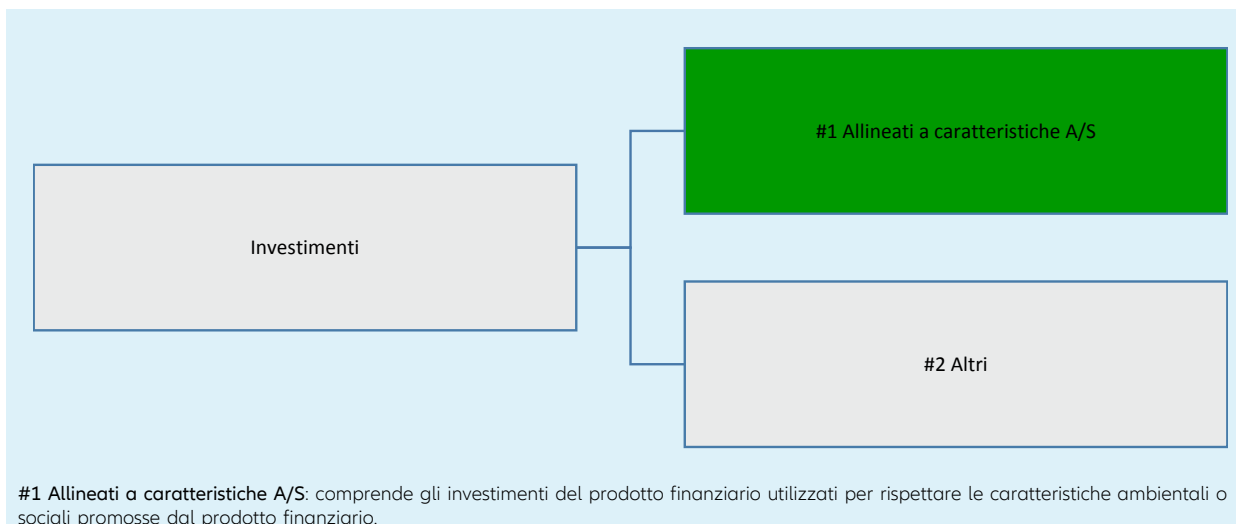 #1 Allineati a caratteristiche A/S
Investimenti
#2 Altri
#1 Allineati a caratteristiche A/S: comprende gli investimenti del prodotto finanziario utilizzati per rispettare le caratteristiche ambientali o
sociali promosse dal prodotto finanziario.